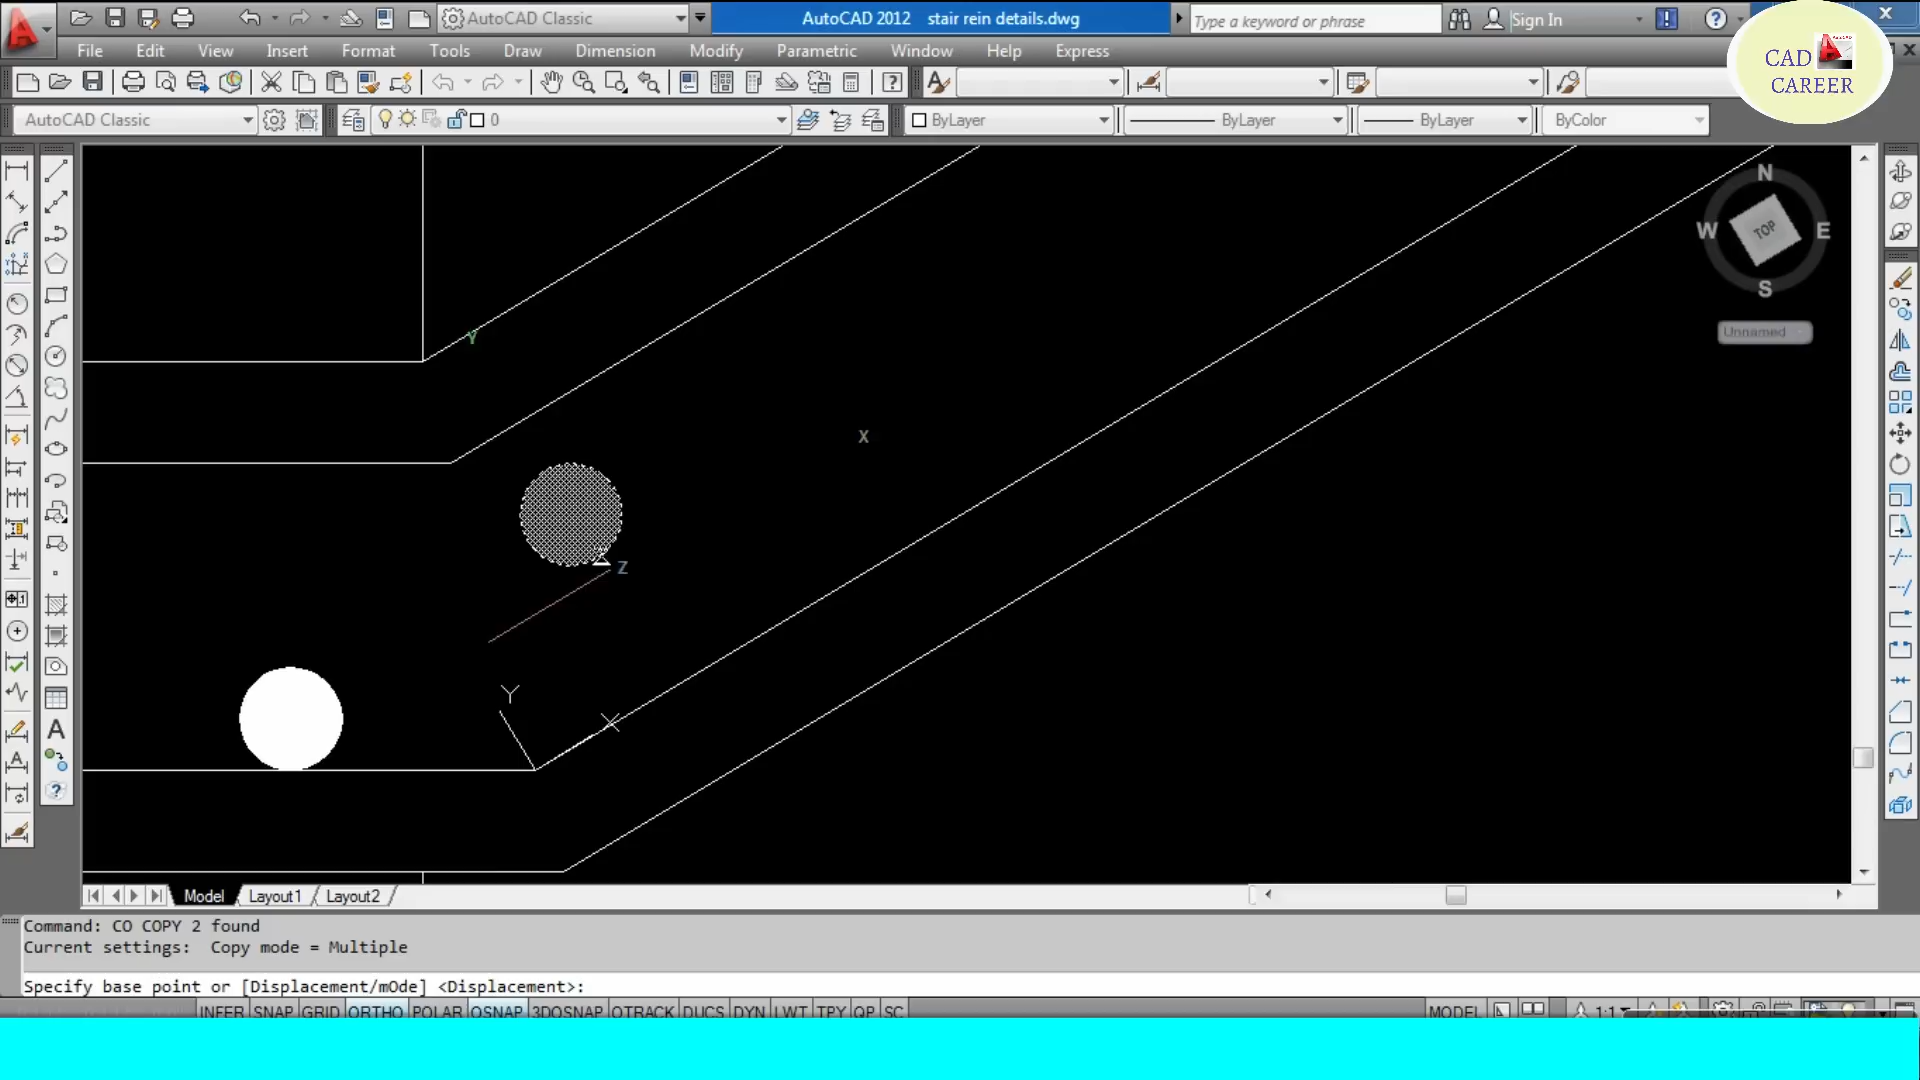 AutoCAD Classic
AutoCAD 2012 stair rein details.dwg
Type a keyword or phrase
Sign In
File Edit View Insert Format Tools Draw Dimension Modify Parametric Window Help Express
CAD
CAREER
AutoCAD Classic
0
ByLayer
ByLayer
ByLayer
ByColor
N
W
TOP
E
S
Unnamed
Y
X
Z
Y
X
Model Layout1 Layout2
Command: CO COPY 2 found
Current settings: Copy mode = Multiple
Specify base point or [Displacement/mOde] <Displacement>:
INFER SNAP GRID ORTHO POLAR OSNAP 3DOSNAP OTRACK DUCS DYN LWT TPY QP SC
MODEL 1:1